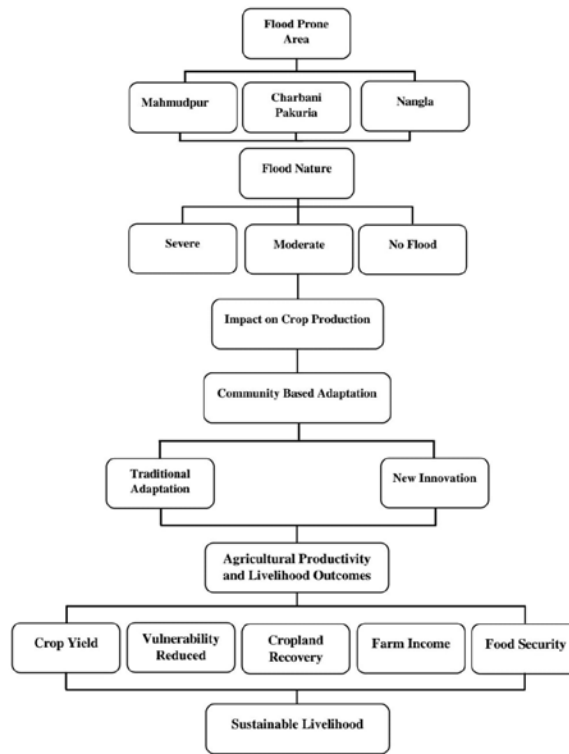 Flood Prone
Area
Mahmudpur
Charbani
Pakuria
Nangla
Flood Nature
Severe
Moderate
No Flood
Impact on Crop Production
Community Based Adaptation
Traditional
Adaptation
New Innovation
Agricultural Productivity
and Livelihood Outcomes
Crop Yield
Vulnerability
Reduced
Cropland
Recovery
Farm Income
Food Security
Sustainable Livelihood